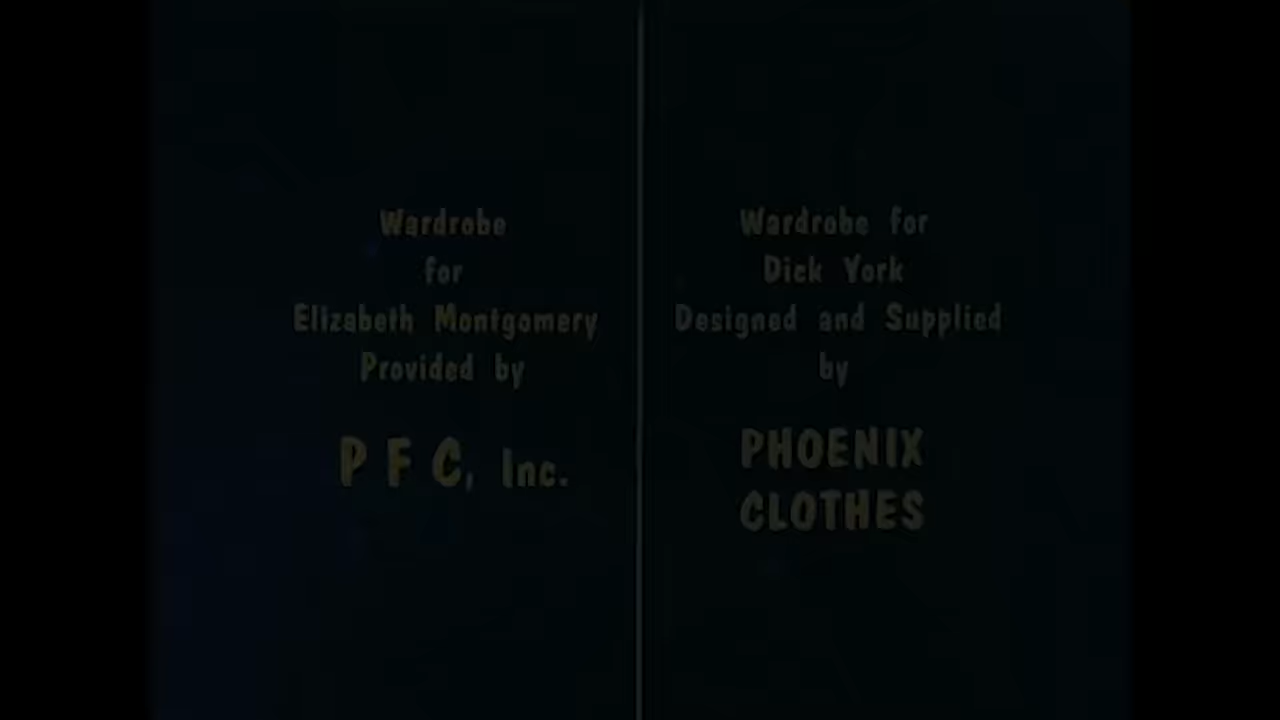 Wardrobe
for
Elizabeth Montgomery
Provided by
P F C, Inc.
Wardrobe for
Dick York
Designed and Supplied
by
PHOENIX
CLOTHES